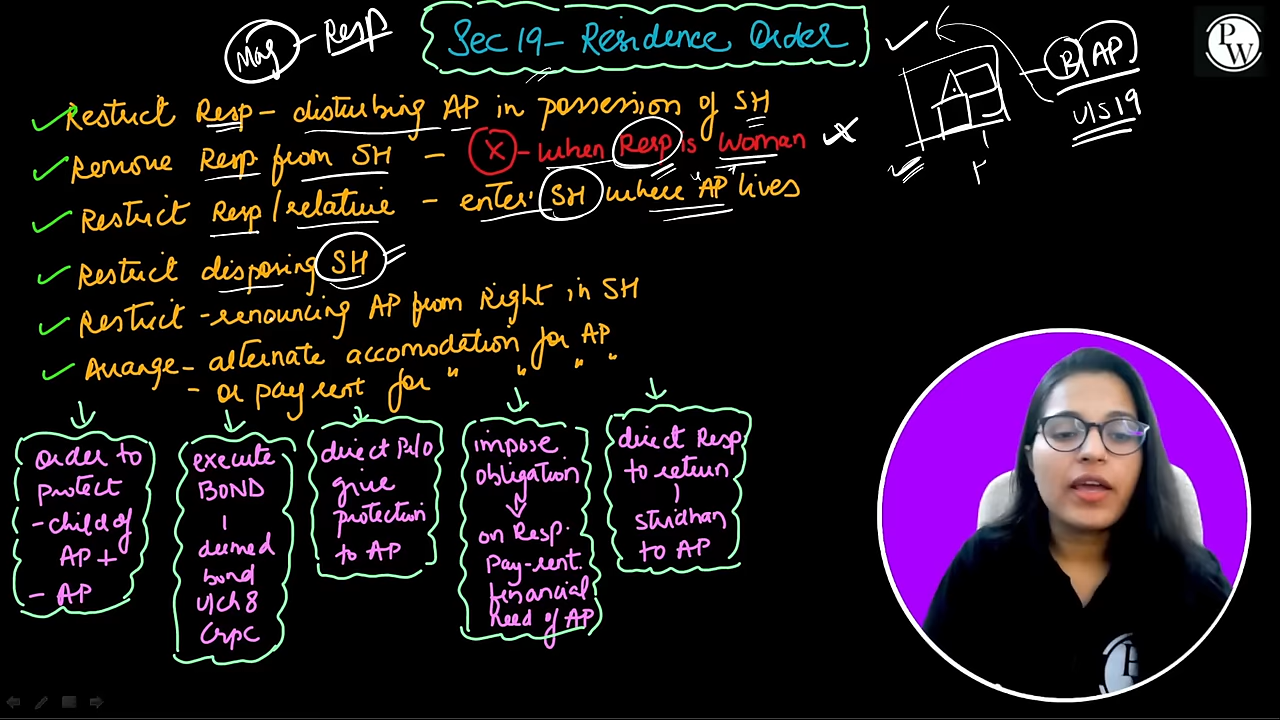 Mag - Resp
Sec 19 - Residence Order
Restrict Resp - disturbing AP in possession of SH
Remove Resp from SH - X - when Resp is Woman
Restrict Resp/relative - enter SH where "AP" lives
Restrict disposing SH
Restrict - renouncing AP from Right in SH
Arrange - alternate accomodation for AP
- or pay rent for " " " "
order to
protect
- child of
AP +
- AP
execute
BOND
deemed
bond
u/ch 8
Crpc
direct P.i/o
give
protection
to AP
impose
obligation
on Resp.
pay-rent.
financial
need of AP
direct Resp
to return
stridhan
to AP
AP
u/s 19
P
W